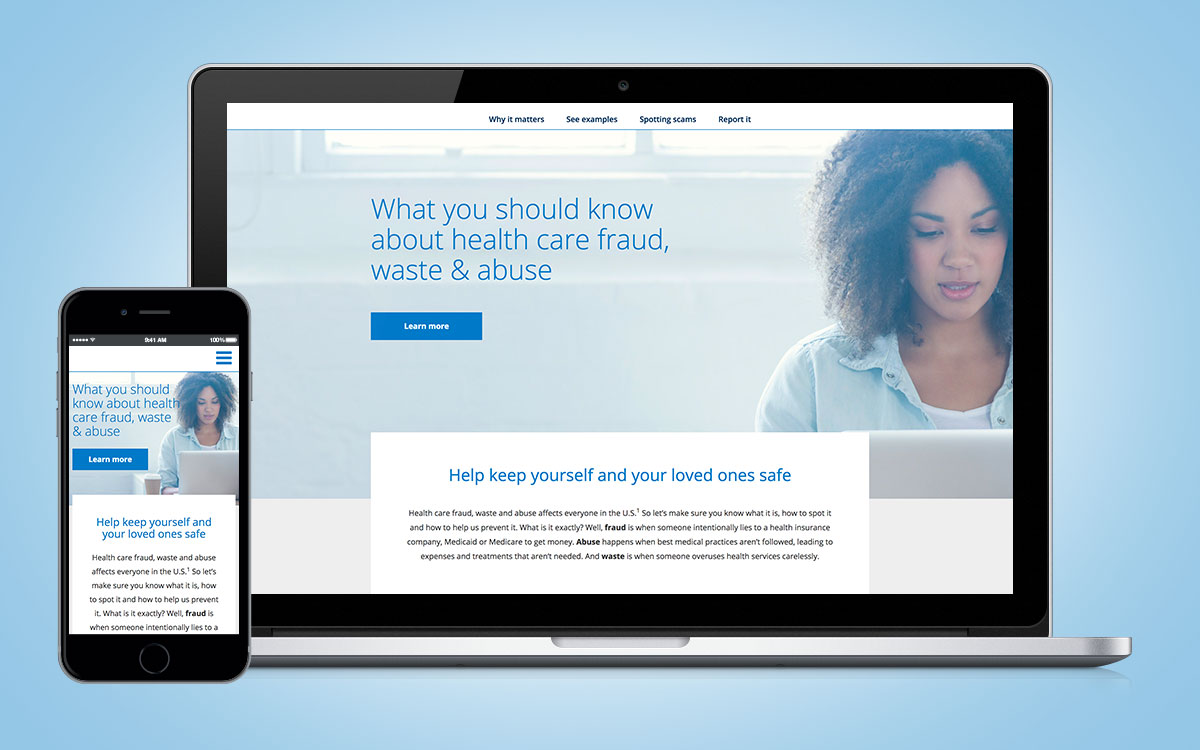 Why it matters See examples Spotting scams Report it
What you should know
about health care fraud,
waste & abuse
Learn more
Help keep yourself and your loved ones safe
Health care fraud, waste and abuse affects everyone in the U.S.¹ So let's make sure you know what it is, how to spot it
and how to help us prevent it. What is it exactly? Well, fraud is when someone intentionally lies to a health insurance
company, Medicaid or Medicare to get money. Abuse happens when best medical practices aren't followed, leading to
expenses and treatments that aren't needed. And waste is when someone overuses health services carelessly.
9:41 AM 100%
What you should
know about health
care fraud, waste
& abuse
Learn more
Help keep yourself and
your loved ones safe
Health care fraud, waste and abuse
affects everyone in the U.S.¹ So let's
make sure you know what it is, how
to spot it and how to help us prevent
it. What is it exactly? Well, fraud is
when someone intentionally lies to a